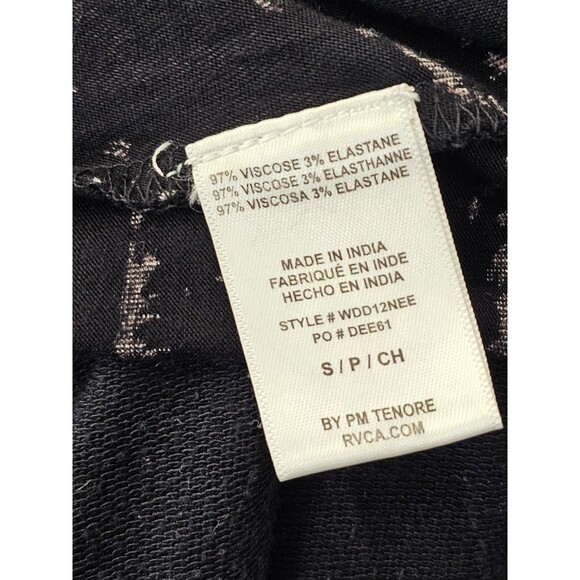 97% VISCOSE 3% ELASTANE
97% VISCOSE 3% ELASTHANNE
97% VISCOSA 3% ELASTANE
MADE IN INDIA
FABRIQUÉ EN INDE
HECHO EN INDIA
STYLE # WDD12NEE
PO # DEE61
S / P / CH
BY PM TENORE
RVCA.COM